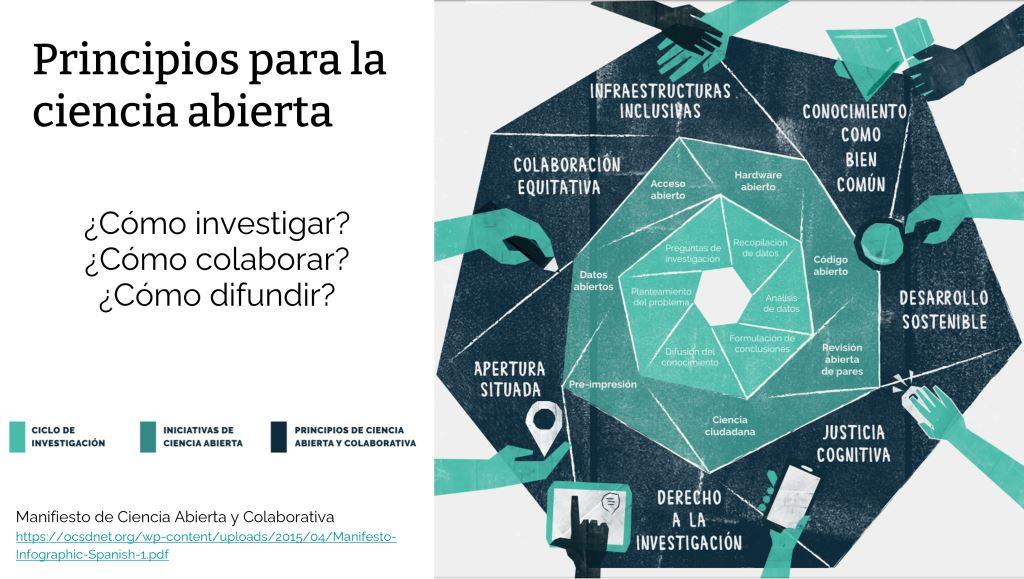 Principios para la
ciencia abierta
¿Cómo investigar?
¿Cómo colaborar?
¿Cómo difundir?
CICLO DE
INVESTIGACIÓN
INICIATIVAS DE
CIENCIA ABIERTA
PRINCIPIOS DE CIENCIA
ABIERTA Y COLABORATIVA
Manifiesto de Ciencia Abierta y Colaborativa
https://ocsdnet.org/wp-content/uploads/2015/04/Manifesto-
Infographic-Spanish-1.pdf
INFRAESTRUCTURAS
INCLUSIVAS
CONOCIMIENTO
COMO
BIEN
COMÚN
COLABORACIÓN
EQUITATIVA
DESARROLLO
SOSTENIBLE
APERTURA
SITUADA
JUSTICIA
COGNITIVA
DERECHO
A LA
INVESTIGACIÓN
Acceso
abierto
Hardware
abierto
Código
abierto
Datos
abiertos
Revisión
abierta
de pares
Pre-impresión
Ciencia
ciudadana
Preguntas de
investigación
Recopilación
de datos
Planteamiento
del problema
Análisis
de datos
Formulación de
conclusiones
Difusión del
conocimiento